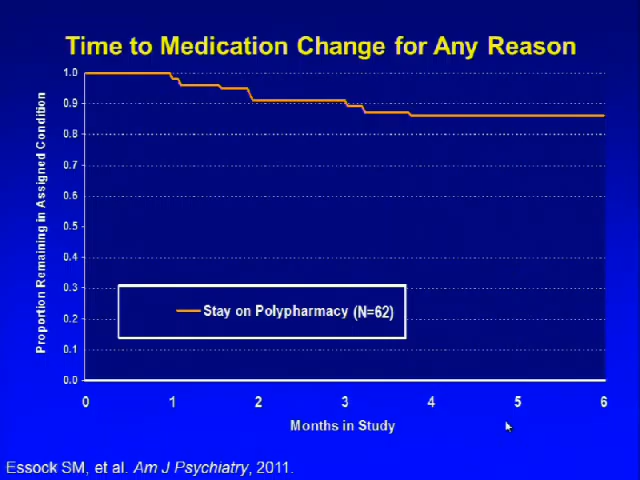 Time to Medication Change for Any Reason
Proportion Remaining in Assigned Condition
1.0
0.9
0.8
0.7
0.6
0.5
0.4
0.3
0.2
0.1
0.0
Stay on Polypharmacy (N=62)
0 1 2 3 4 5 6
Months in Study
Essock SM, et al. Am J Psychiatry, 2011.